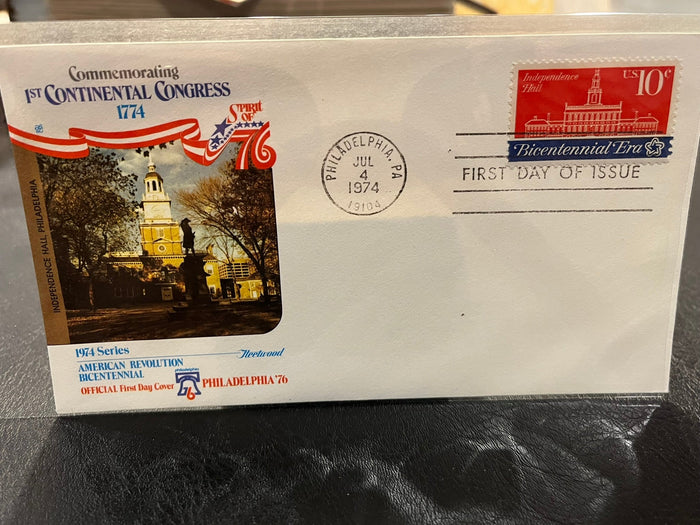 Commemorating
1ST CONTINENTAL CONGRESS
1774
SPIRIT OF '76
INDEPENDENCE HALL PHILADELPHIA
1974 Series
Fleetwood
AMERICAN REVOLUTION
BICENTENNIAL
OFFICIAL First Day Cover
philadelphia
76
PHILADELPHIA '76
PHILADELPHIA, PA
JUL
4
1974
19104
Independence
Hall
U.S. 10c
Bicentennial Era
FIRST DAY OF ISSUE